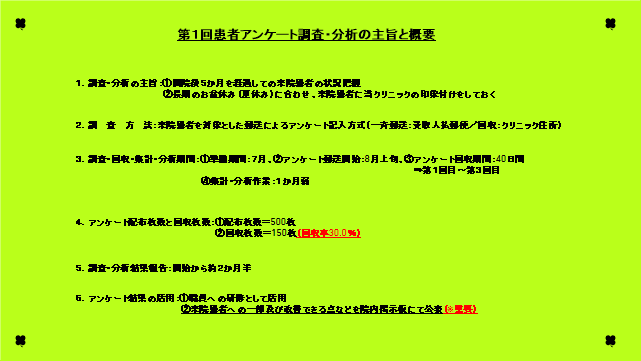 第1回患者アンケート調査・分析の主旨と概要
1. 調査・分析の主旨:①開院後5か月を経過しての来院患者の状況把握
②長期のお盆休み(夏休み)に合わせ、来院患者に当クリニックの印象付けをしておく
2. 調 査 方 法:来院患者を対象とした郵送によるアンケート記入方式(一斉郵送:受取人払郵便/回収:クリニック住所)
3. 調査・回収・集計・分析期間:①準備期間:7月、②アンケート郵送開始:8月上旬、③アンケート回収期間:40日間
⇒第1回目~第3回目
④集計・分析作業:1か月弱
4. アンケート配布枚数と回収枚数:①配布枚数=500枚
②回収枚数=150枚(回収率30.0%)
5. 調査・分析結果報告:開始から約2か月半
6. アンケート結果の活用:①職員への研修として活用
②来院患者への一部及び改善できる点などを院内掲示板にて公表(※重要)